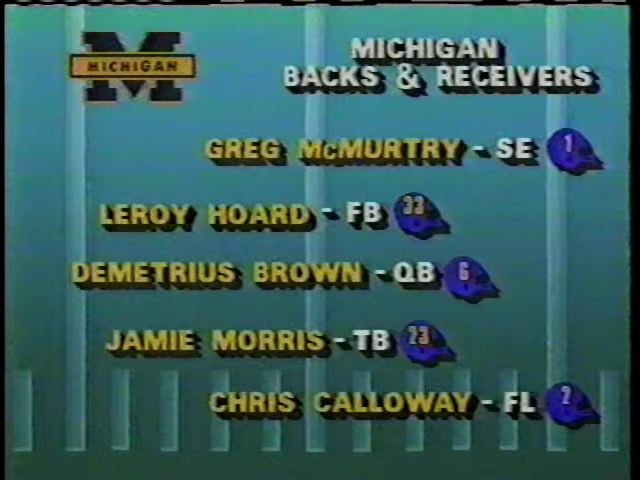 MICHIGAN
MICHIGAN
BACKS & RECEIVERS
GREG McMURTRY - SE 1
LEROY HOARD - FB 33
DEMETRIUS BROWN - QB 6
JAMIE MORRIS - TB 23
CHRIS CALLOWAY - FL 2